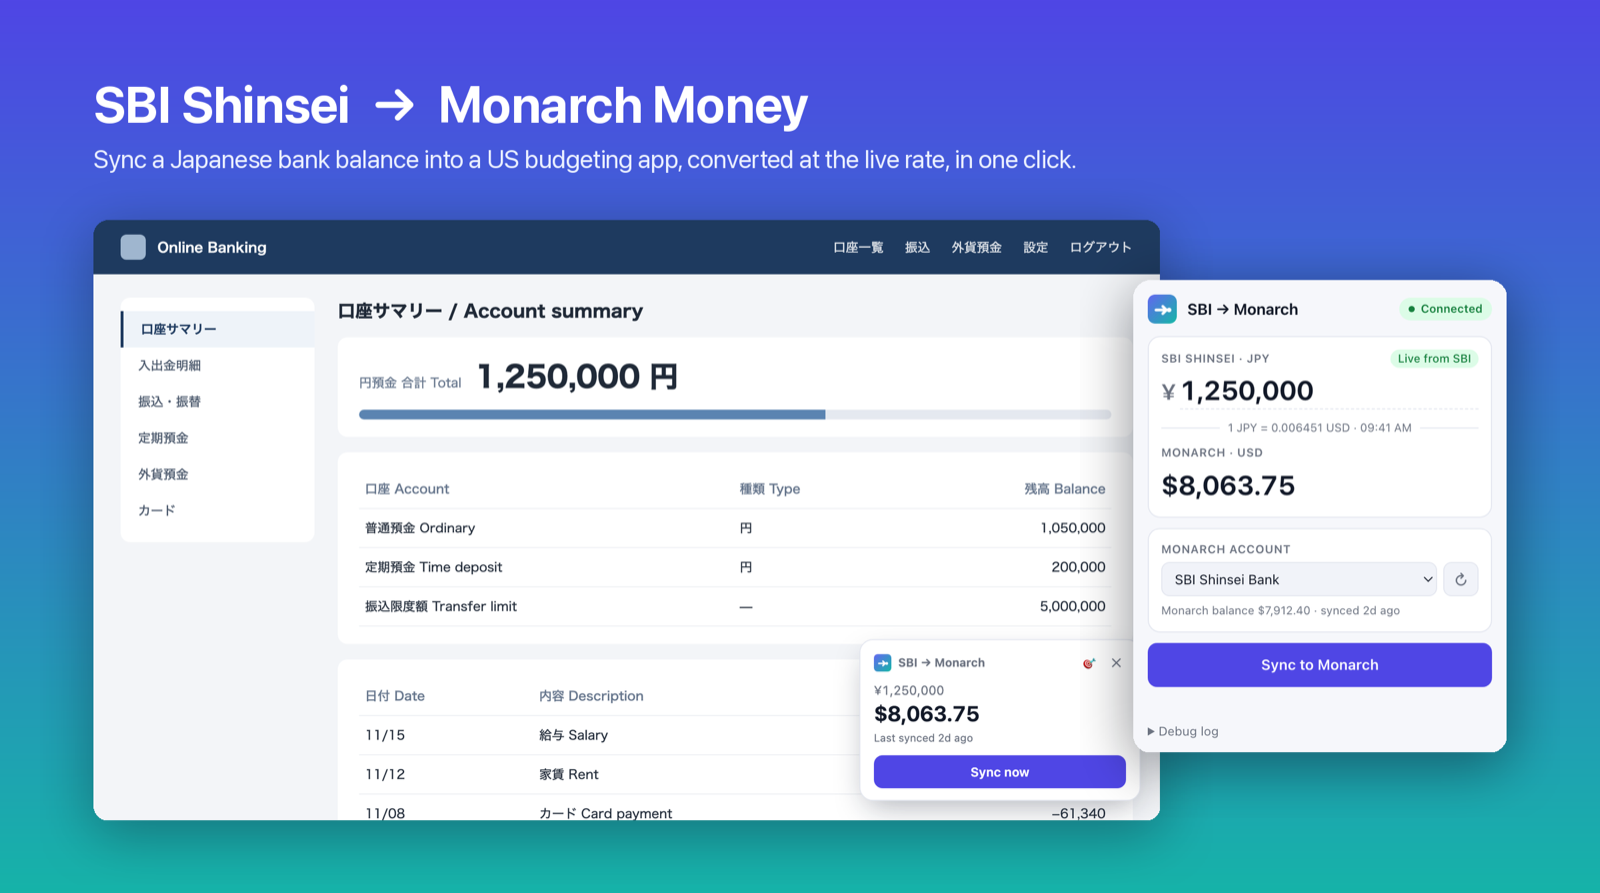 SBI Shinsei → Monarch Money
Sync a Japanese bank balance into a US budgeting app, converted at the live rate, in one click.
Online Banking
口座一覧 振込 外貨預金 設定 ログアウト
口座サマリー
入出金明細
振込・振替
定期預金
外貨預金
カード
口座サマリー / Account summary
円預金 合計 Total 1,250,000 円
口座 Account 種類 Type 残高 Balance
普通預金 Ordinary 円 1,050,000
定期預金 Time deposit 円 200,000
振込限度額 Transfer limit — 5,000,000
日付 Date 内容 Description
11/15 給与 Salary
11/12 家賃 Rent
11/08 カード Card payment −61,340
SBI → Monarch
¥1,250,000
$8,063.75
Last synced 2d ago
Sync now
SBI → Monarch
Connected
SBI SHINSEI · JPY
Live from SBI
¥ 1,250,000
1 JPY = 0.006451 USD · 09:41 AM
MONARCH · USD
$8,063.75
MONARCH ACCOUNT
SBI Shinsei Bank
Monarch balance $7,912.40 · synced 2d ago
Sync to Monarch
Debug log